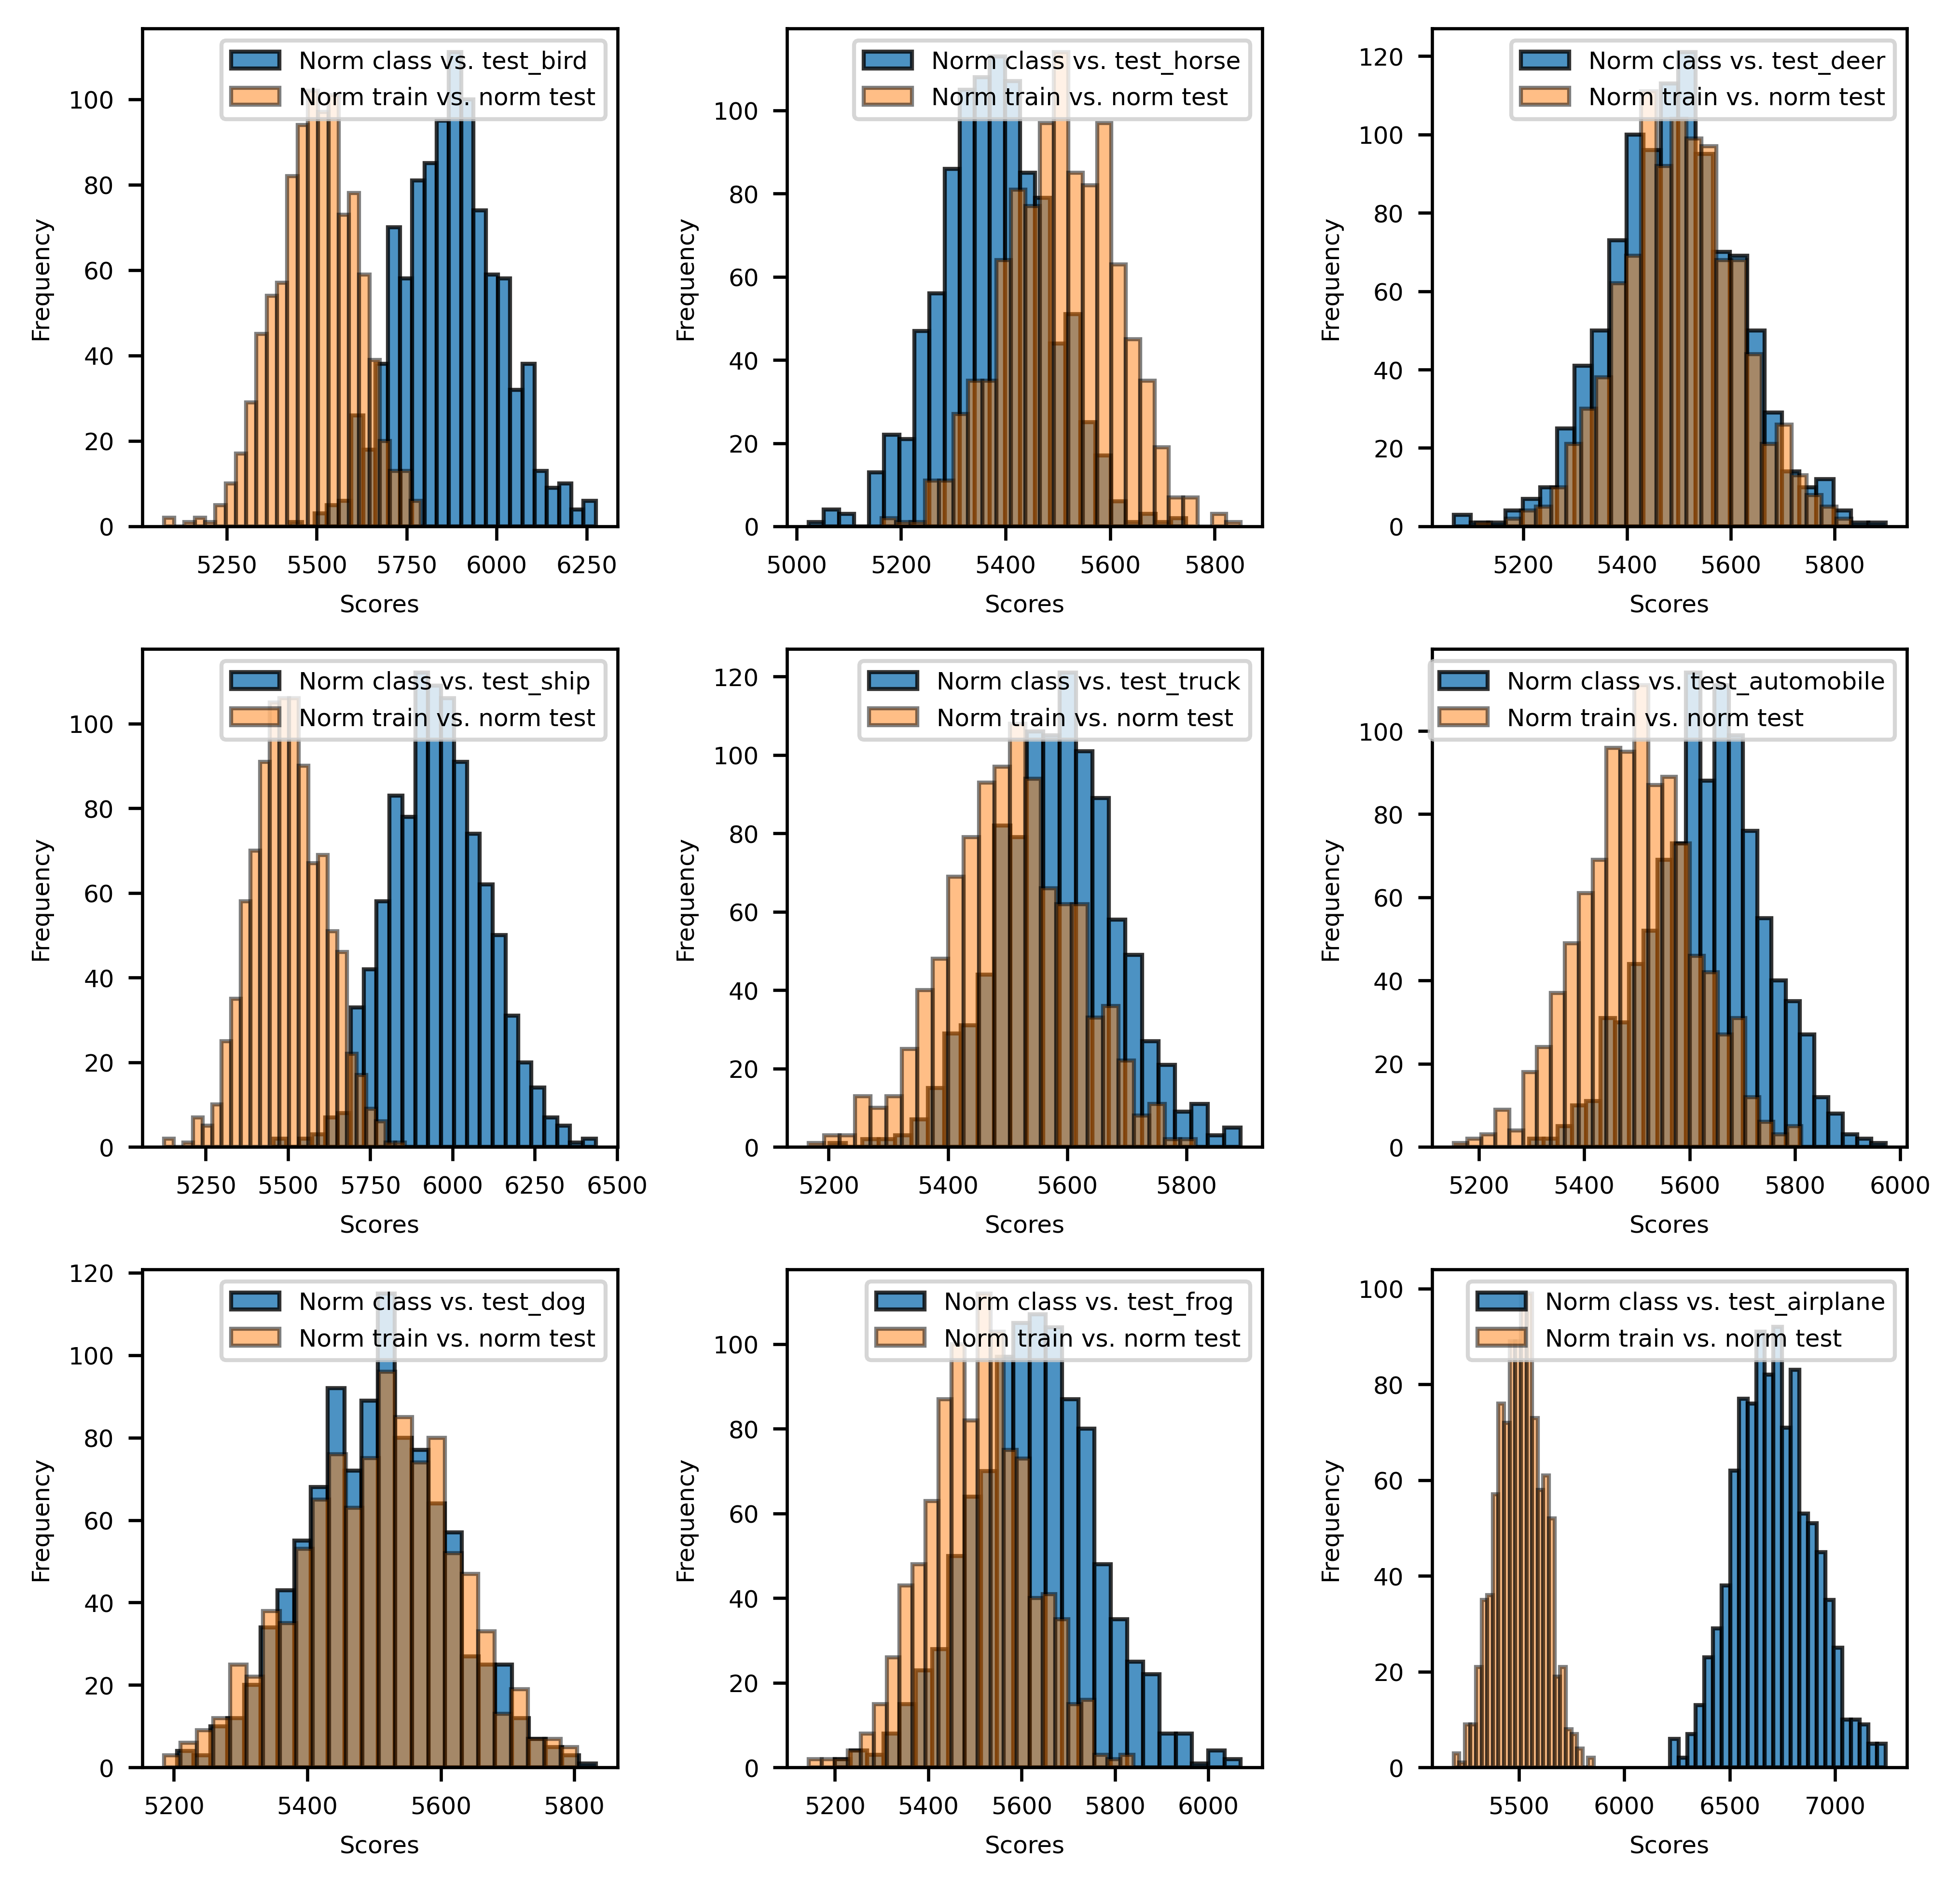 Norm class vs. test_bird
Norm train vs. norm test
Frequency
100
80
60
40
20
0
5250 5500 5750 6000 6250
Scores
Norm class vs. test_horse
Norm train vs. norm test
Frequency
100
80
60
40
20
0
5000 5200 5400 5600 5800
Scores
Norm class vs. test_deer
Norm train vs. norm test
Frequency
120
100
80
60
40
20
0
5200 5400 5600 5800
Scores
Norm class vs. test_ship
Norm train vs. norm test
Frequency
100
80
60
40
20
0
5250 5500 5750 6000 6250 6500
Scores
Norm class vs. test_truck
Norm train vs. norm test
Frequency
120
100
80
60
40
20
0
5200 5400 5600 5800
Scores
Norm class vs. test_automobile
Norm train vs. norm test
Frequency
100
80
60
40
20
0
5200 5400 5600 5800 6000
Scores
Norm class vs. test_dog
Norm train vs. norm test
Frequency
120
100
80
60
40
20
0
5200 5400 5600 5800
Scores
Norm class vs. test_frog
Norm train vs. norm test
Frequency
100
80
60
40
20
0
5200 5400 5600 5800 6000
Scores
Norm class vs. test_airplane
Norm train vs. norm test
Frequency
100
80
60
40
20
0
5500 6000 6500 7000
Scores